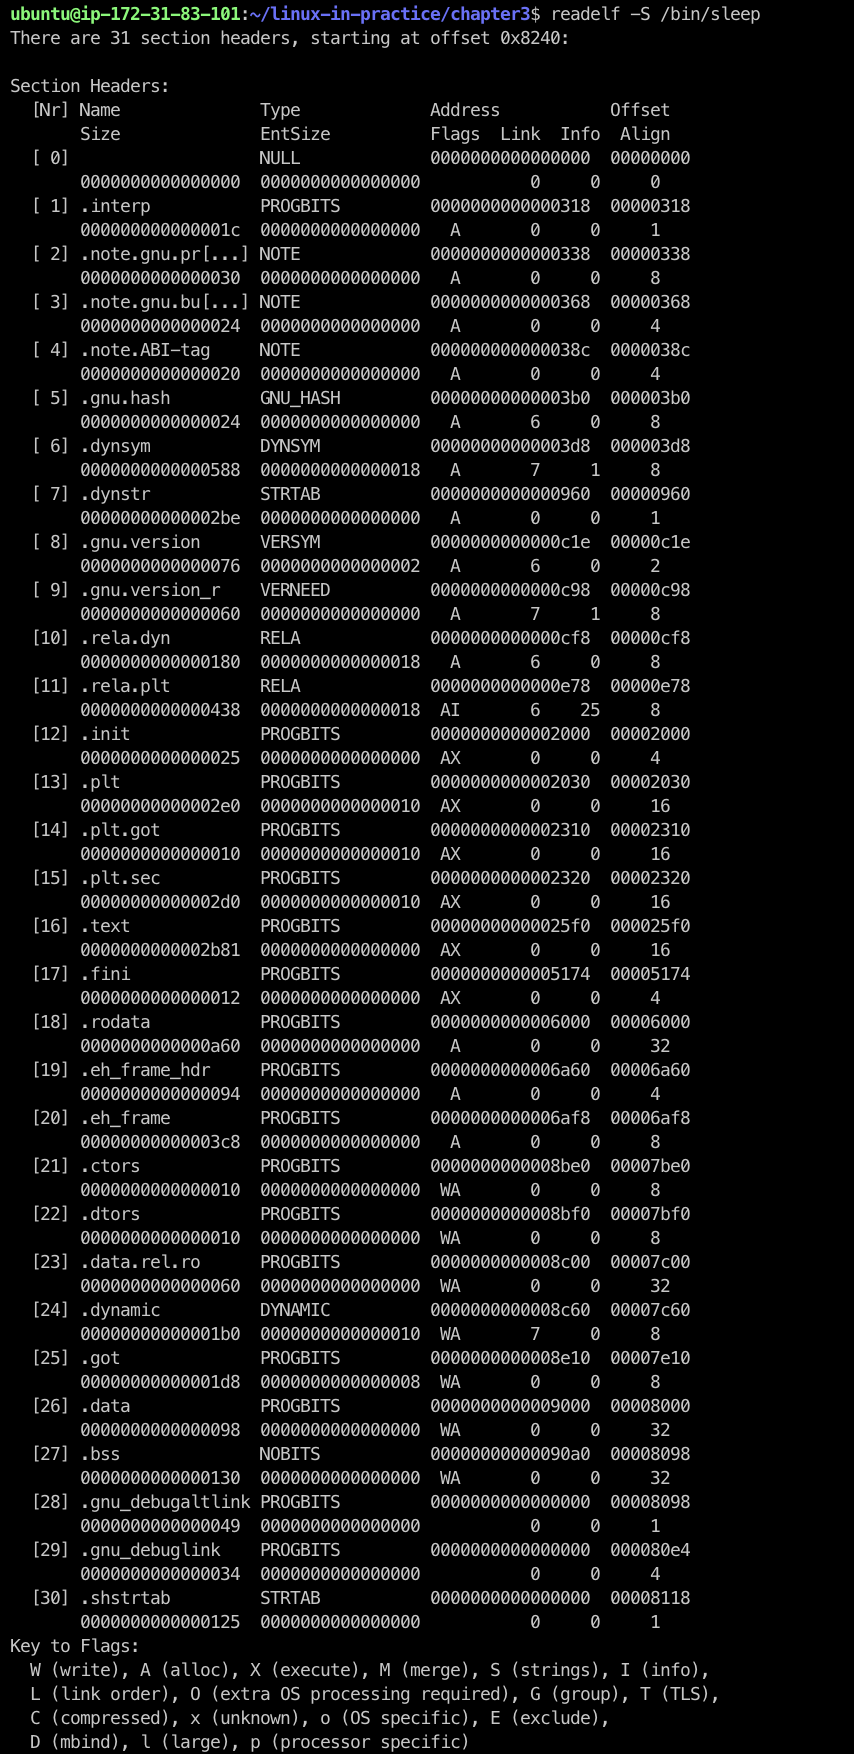 ubuntu@ip-172-31-83-101:~/linux-in-practice/chapter3$ readelf -S /bin/sleep
There are 31 section headers, starting at offset 0x8240:

Section Headers:
  [Nr] Name              Type             Address           Offset
       Size              EntSize          Flags  Link  Info  Align
  [ 0]                   NULL             0000000000000000  00000000
       0000000000000000  0000000000000000           0     0     0
  [ 1] .interp           PROGBITS         0000000000000318  00000318
       000000000000001c  0000000000000000   A       0     0     1
  [ 2] .note.gnu.pr[...] NOTE             0000000000000338  00000338
       0000000000000030  0000000000000000   A       0     0     8
  [ 3] .note.gnu.bu[...] NOTE             0000000000000368  00000368
       0000000000000024  0000000000000000   A       0     0     4
  [ 4] .note.ABI-tag     NOTE             000000000000038c  0000038c
       0000000000000020  0000000000000000   A       0     0     4
  [ 5] .gnu.hash         GNU_HASH         00000000000003b0  000003b0
       0000000000000024  0000000000000000   A       6     0     8
  [ 6] .dynsym           DYNSYM           00000000000003d8  000003d8
       0000000000000588  0000000000000018   A       7     1     8
  [ 7] .dynstr           STRTAB           0000000000000960  00000960
       00000000000002be  0000000000000000   A       0     0     1
  [ 8] .gnu.version      VERSYM           0000000000000c1e  00000c1e
       0000000000000076  0000000000000002   A       6     0     2
  [ 9] .gnu.version_r    VERNEED          0000000000000c98  00000c98
       0000000000000060  0000000000000000   A       7     1     8
  [10] .rela.dyn         RELA             0000000000000cf8  00000cf8
       0000000000000180  0000000000000018   A       6     0     8
  [11] .rela.plt         RELA             0000000000000e78  00000e78
       0000000000000438  0000000000000018  AI       6    25     8
  [12] .init             PROGBITS         0000000000002000  00002000
       0000000000000025  0000000000000000  AX       0     0     4
  [13] .plt              PROGBITS         0000000000002030  00002030
       00000000000002e0  0000000000000010  AX       0     0     16
  [14] .plt.got          PROGBITS         0000000000002310  00002310
       0000000000000010  0000000000000010  AX       0     0     16
  [15] .plt.sec          PROGBITS         0000000000002320  00002320
       00000000000002d0  0000000000000010  AX       0     0     16
  [16] .text             PROGBITS         00000000000025f0  000025f0
       0000000000002b81  0000000000000000  AX       0     0     16
  [17] .fini             PROGBITS         0000000000005174  00005174
       0000000000000012  0000000000000000  AX       0     0     4
  [18] .rodata           PROGBITS         0000000000006000  00006000
       0000000000000a60  0000000000000000   A       0     0     32
  [19] .eh_frame_hdr     PROGBITS         0000000000006a60  00006a60
       0000000000000094  0000000000000000   A       0     0     4
  [20] .eh_frame         PROGBITS         0000000000006af8  00006af8
       00000000000003c8  0000000000000000   A       0     0     8
  [21] .ctors            PROGBITS         0000000000008be0  00007be0
       0000000000000010  0000000000000000  WA       0     0     8
  [22] .dtors            PROGBITS         0000000000008bf0  00007bf0
       0000000000000010  0000000000000000  WA       0     0     8
  [23] .data.rel.ro      PROGBITS         0000000000008c00  00007c00
       0000000000000060  0000000000000000  WA       0     0     32
  [24] .dynamic          DYNAMIC          0000000000008c60  00007c60
       00000000000001b0  0000000000000010  WA       7     0     8
  [25] .got              PROGBITS         0000000000008e10  00007e10
       00000000000001d8  0000000000000008  WA       0     0     8
  [26] .data             PROGBITS         0000000000009000  00008000
       0000000000000098  0000000000000000  WA       0     0     32
  [27] .bss              NOBITS           00000000000090a0  00008098
       0000000000000130  0000000000000000  WA       0     0     32
  [28] .gnu_debugaltlink PROGBITS         0000000000000000  00008098
       0000000000000049  0000000000000000           0     0     1
  [29] .gnu_debuglink    PROGBITS         0000000000000000  000080e4
       0000000000000034  0000000000000000           0     0     4
  [30] .shstrtab         STRTAB           0000000000000000  00008118
       0000000000000125  0000000000000000           0     0     1
Key to Flags:
  W (write), A (alloc), X (execute), M (merge), S (strings), I (info),
  L (link order), O (extra OS processing required), G (group), T (TLS),
  C (compressed), x (unknown), o (OS specific), E (exclude),
  D (mbind), l (large), p (processor specific)